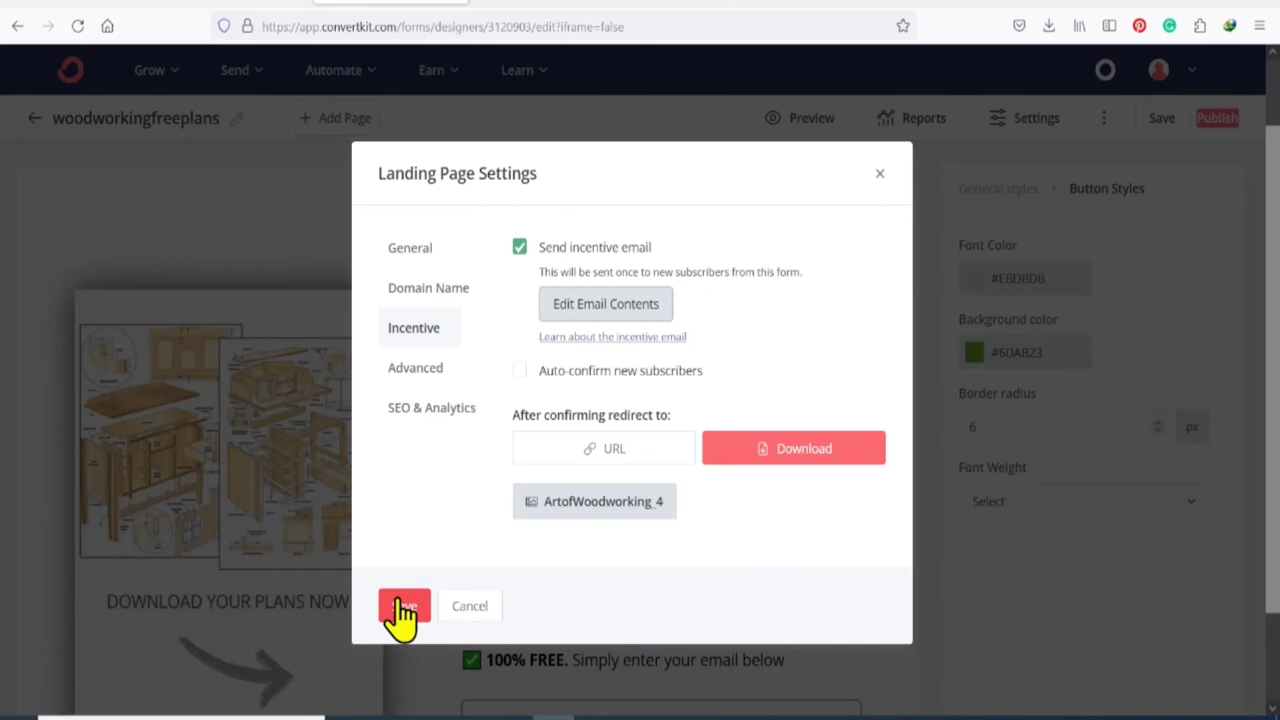 https://app.convertkit.com/forms/designers/3120903/edit?iframe=false
Grow
Send
Automate
Earn
Learn
woodworkingfreeplans
+ Add Page
Preview
Reports
Settings
Save
Publish
Landing Page Settings
General
Domain Name
Incentive
Advanced
SEO & Analytics
Send incentive email
This will be sent once to new subscribers from this form.
Edit Email Contents
Learn about the incentive email
Auto-confirm new subscribers
After confirming redirect to:
URL
Download
ArtofWoodworking_4
Cancel
General styles > Button Styles
Font Color
#EBDBDB
Background color
#6DAB23
Border radius
6
px
Font Weight
Select
DOWNLOAD YOUR PLANS NOW
100% FREE. Simply enter your email below